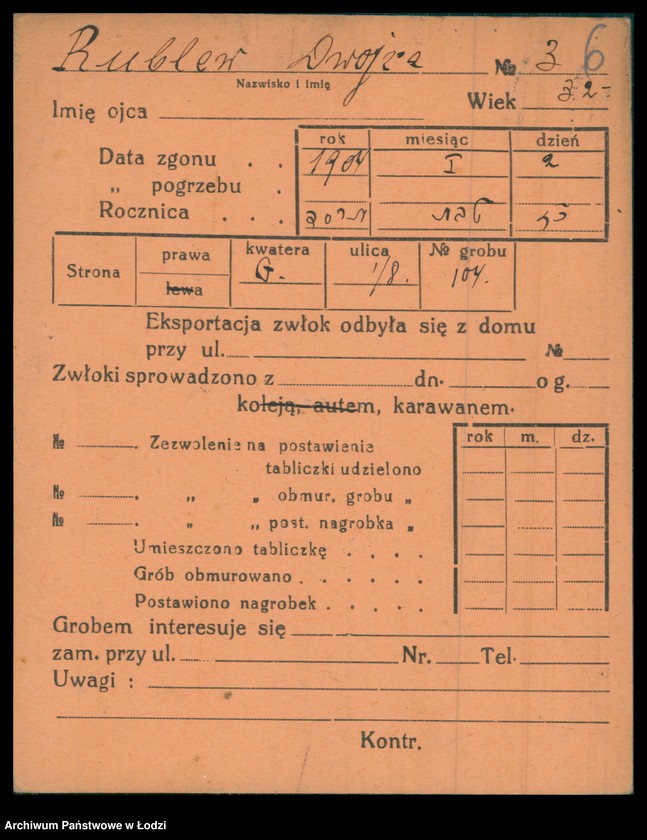 Rublew Dwojra № 3 6
Nazwisko i imię
Wiek 32
Imię ojca
rok miesiąc dzień
Data zgonu . . 1904 I 2
„ pogrzebu .
Rocznica . . .
Strona prawa kwatera ulica № grobu
lewa G. 1/8. 104.
Eksportacja zwłok odbyła się z domu
przy ul. №
Zwłoki sprowadzono z dn. o g.
koleją, autem, karawanem.
rok m. dz.
№ . Zezwolenie na postawienie
tabliczki udzielono
№ . „ „ obmur. grobu „
№ . „ „ post. nagrobka „
Umieszczono tabliczkę . . . .
Grób obmurowano . . . . .
Postawiono nagrobek . . . .
Grobem interesuje się
zam. przy ul. Nr. Tel.
Uwagi :
Kontr.
Archiwum Państwowe w Łodzi